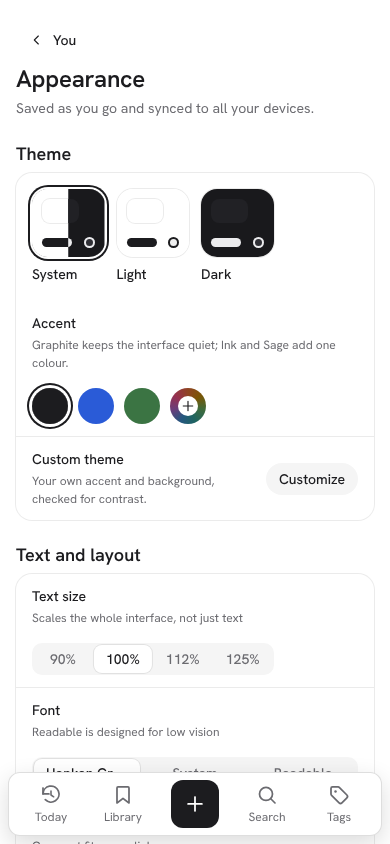 You
Appearance
Saved as you go and synced to all your devices.
Theme
System
Light
Dark
Accent
Graphite keeps the interface quiet; Ink and Sage add one
colour.
Custom theme
Your own accent and background,
checked for contrast.
Customize
Text and layout
Text size
Scales the whole interface, not just text
90%
100%
112%
125%
Font
Readable is designed for low vision
System
Readable
Today
Library
Search
Tags